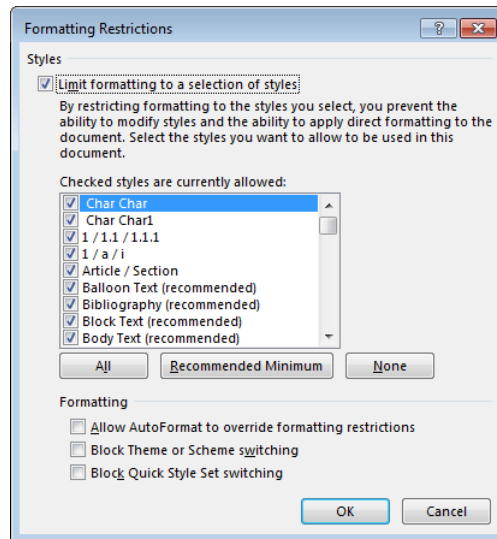 Formatting Restrictions
Styles
Limit formatting to a selection of styles
By restricting formatting to the styles you select, you prevent the
ability to modify styles and the ability to apply direct formatting to the
document. Select the styles you want to allow to be used in this
document.
Checked styles are currently allowed:
Char Char
Char Char1
1 / 1.1 / 1.1.1
1 / a / i
Article / Section
Balloon Text (recommended)
Bibliography (recommended)
Block Text (recommended)
Body Text (recommended)
All Recommended Minimum None
Formatting
Allow AutoFormat to override formatting restrictions
Block Theme or Scheme switching
Block Quick Style Set switching
OK Cancel